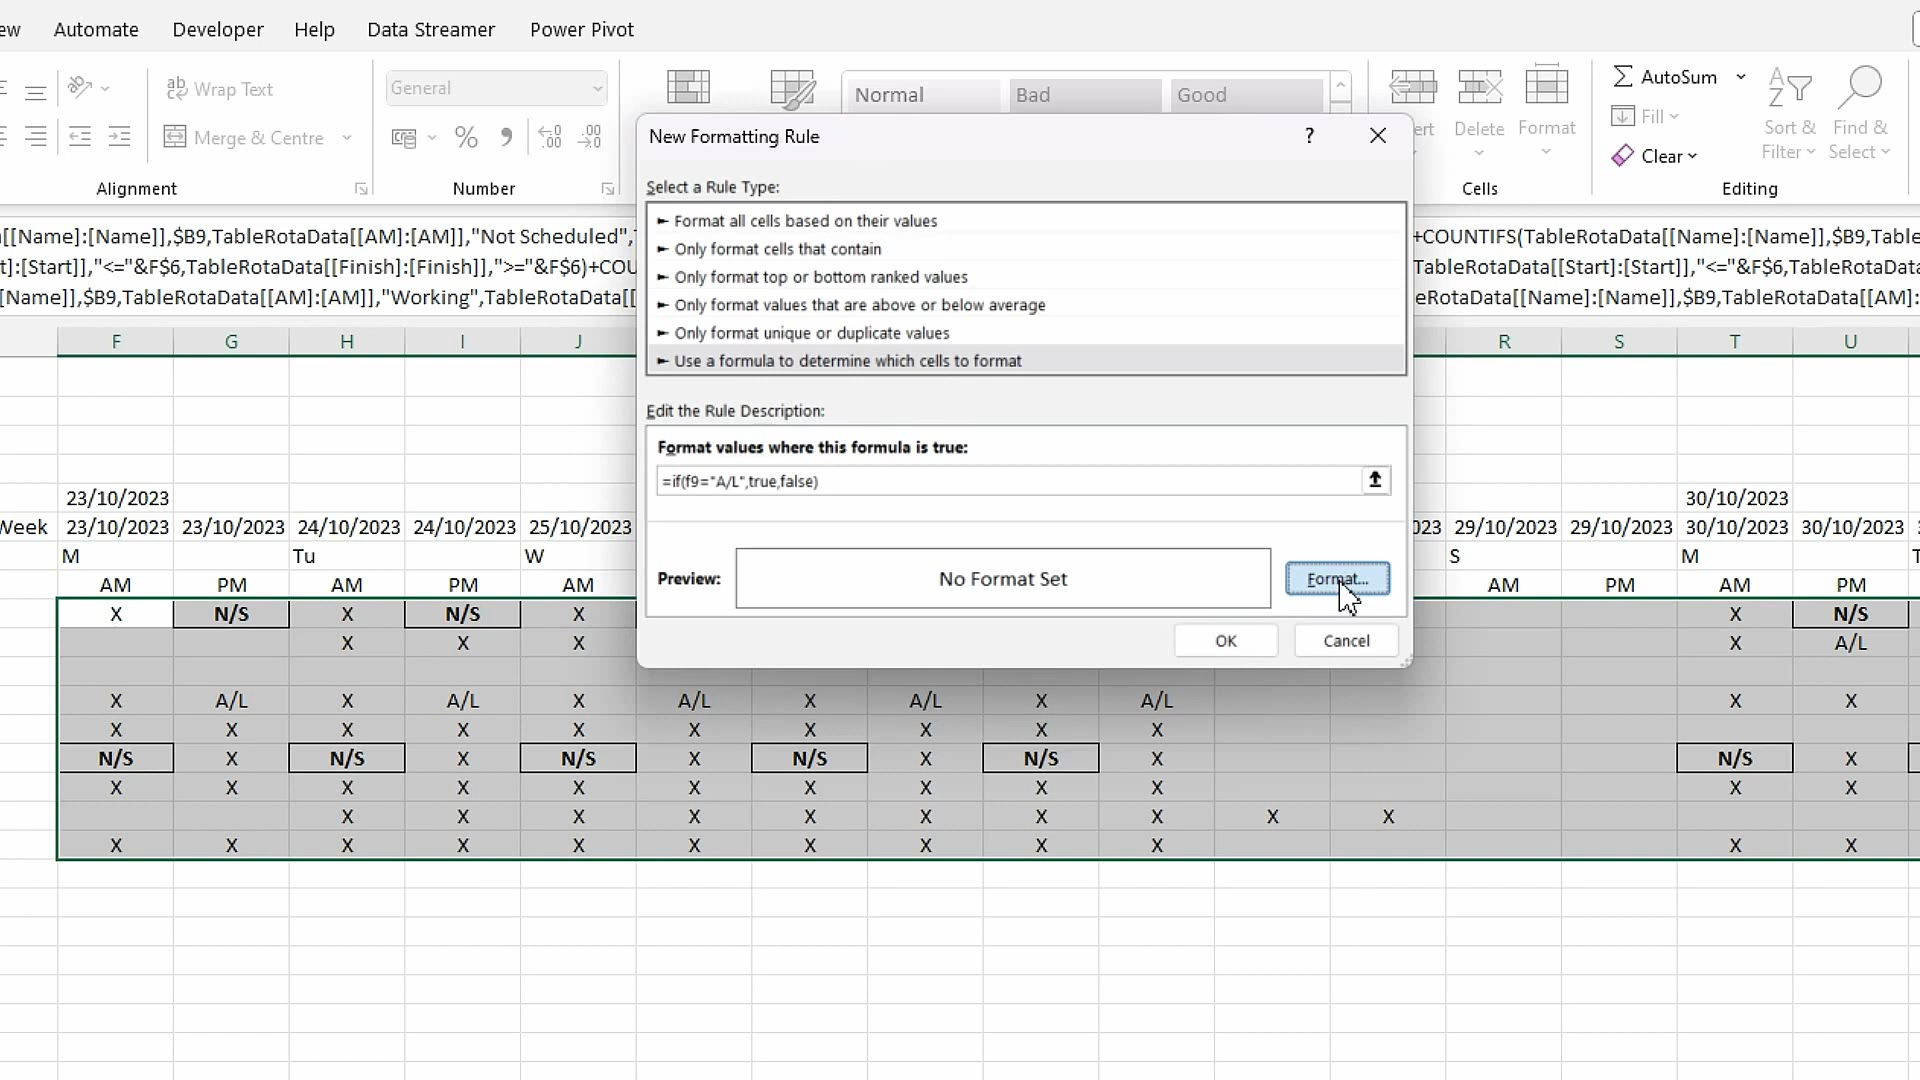 ew Automate Developer Help Data Streamer Power Pivot
ab Wrap Text General Normal Bad Good AutoSum
Merge & Centre Fill
ert Delete Format Sort & Find &
Clear Filter Select
Alignment Number Cells Editing
New Formatting Rule ?
Select a Rule Type:
► Format all cells based on their values
► Only format cells that contain
► Only format top or bottom ranked values
► Only format values that are above or below average
► Only format unique or duplicate values
► Use a formula to determine which cells to format
Edit the Rule Description:
Format values where this formula is true:
=if(f9="A/L",true,false)
Preview: No Format Set Format...
OK Cancel
[[Name]:[Name]],$B9,TableRotaData[[AM]:[AM]],"Not Scheduled", +COUNTIFS(TableRotaData[[Name]:[Name]],$B9,Table
t]:[Start]],"<="&F$6,TableRotaData[[Finish]:[Finish]],">="&F$6)+COU TableRotaData[[Start]:[Start]],"<="&F$6,TableRotaData
[Name]],$B9,TableRotaData[[AM]:[AM]],"Working",TableRotaData[[ eRotaData[[Name]:[Name]],$B9,TableRotaData[[AM]:
F G H I J R S T U
23/10/2023 30/10/2023
Week 23/10/2023 23/10/2023 24/10/2023 24/10/2023 25/10/2023 023 29/10/2023 29/10/2023 30/10/2023 30/10/2023
M Tu W S M T
AM PM AM PM AM AM PM AM PM
X N/S X N/S X X N/S
X X X X A/L
X A/L X A/L X A/L X A/L X A/L X X
X X X X X X X X X X
N/S X N/S X N/S X N/S X N/S X N/S X
X X X X X X X X X X X X
X X X X X X X X X X
X X X X X X X X X X X X